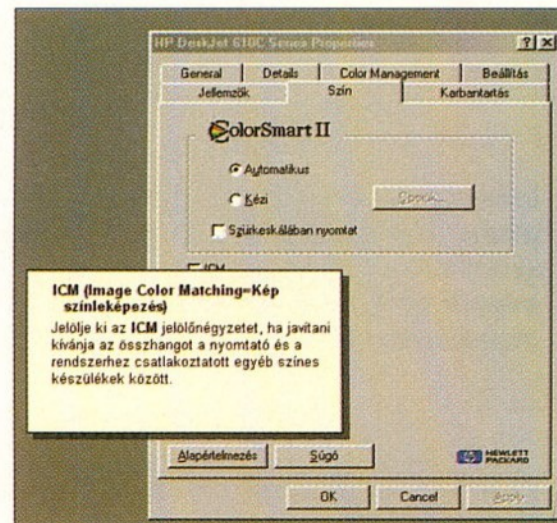 HP DeskJet 610C Series Properties
General Details Color Management Beállítás
Jellemzők Szín Karbantartás
ColorSmart II
Automatikus
Kézi
Szürkeskálában nyomtat
ICM
ICM (Image Color Matching=Kép
színleképezés)
Jelölje ki az ICM jelölőnégyzetet, ha javítani
kívánja az összhangot a nyomtató és a
rendszerhez csatlakoztatott egyéb színes
készülékek között.
Alapértelmezés Súgó
HEWLETT
PACKARD
OK Cancel Apply